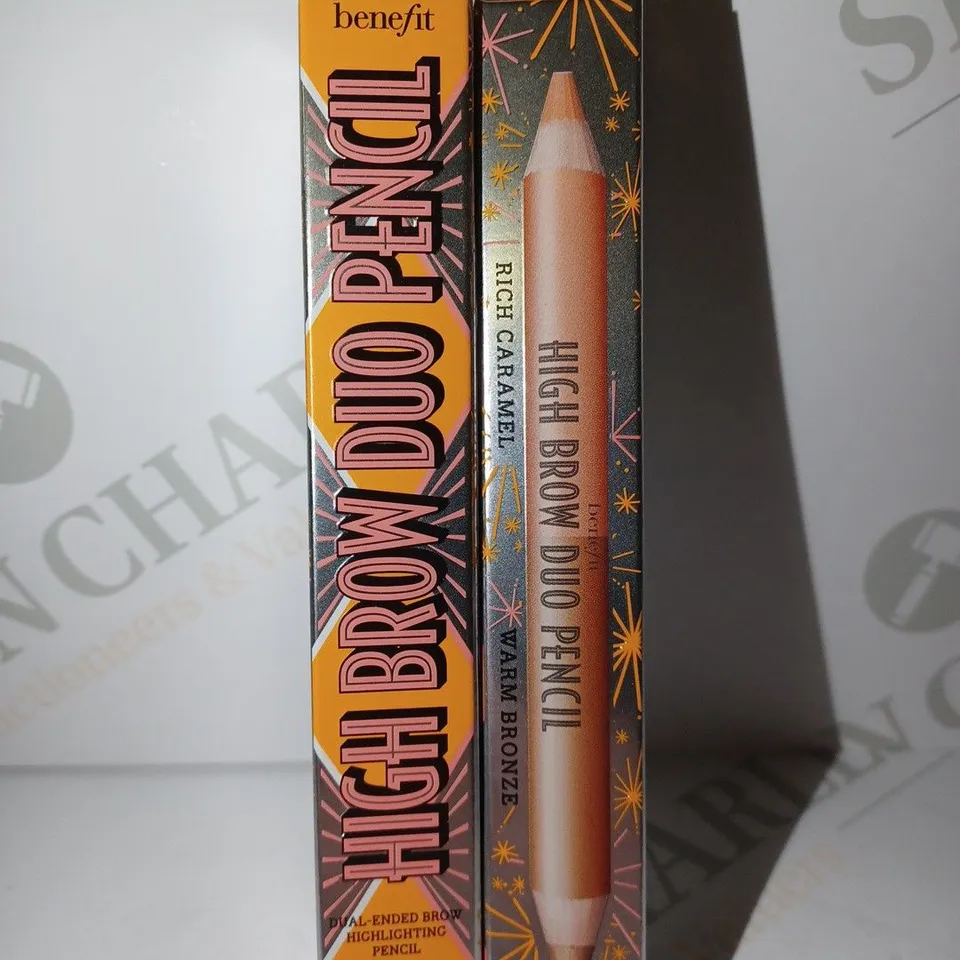 benefit
HIGH BROW DUO PENCIL
DUAL-ENDED BROW
HIGHLIGHTING
PENCIL
RICH CARAMEL
WARM BRONZE
HIGH BROW DUO PENCIL
benefit